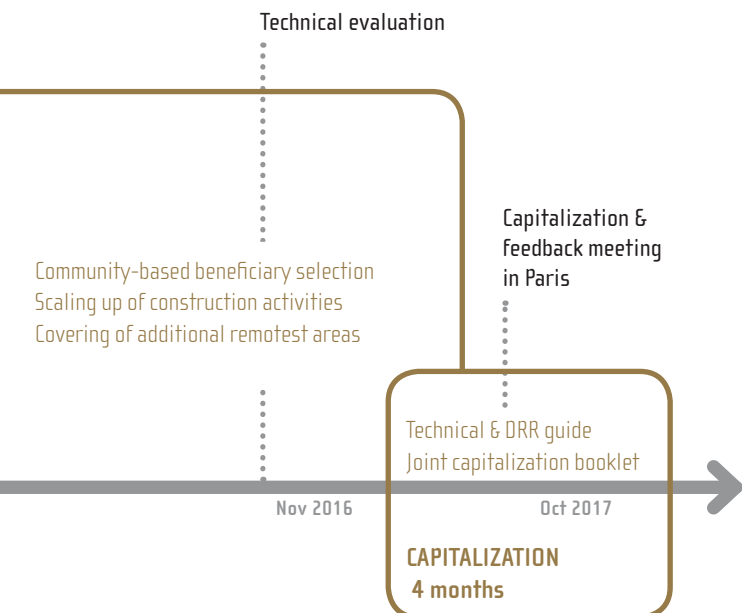 Technical evaluation
Capitalization &
feedback meeting
in Paris
Community-based beneficiary selection
Scaling up of construction activities
Covering of additional remotest areas
Technical & DRR guide
Joint capitalization booklet
Nov 2016
Oct 2017
CAPITALIZATION
4 months